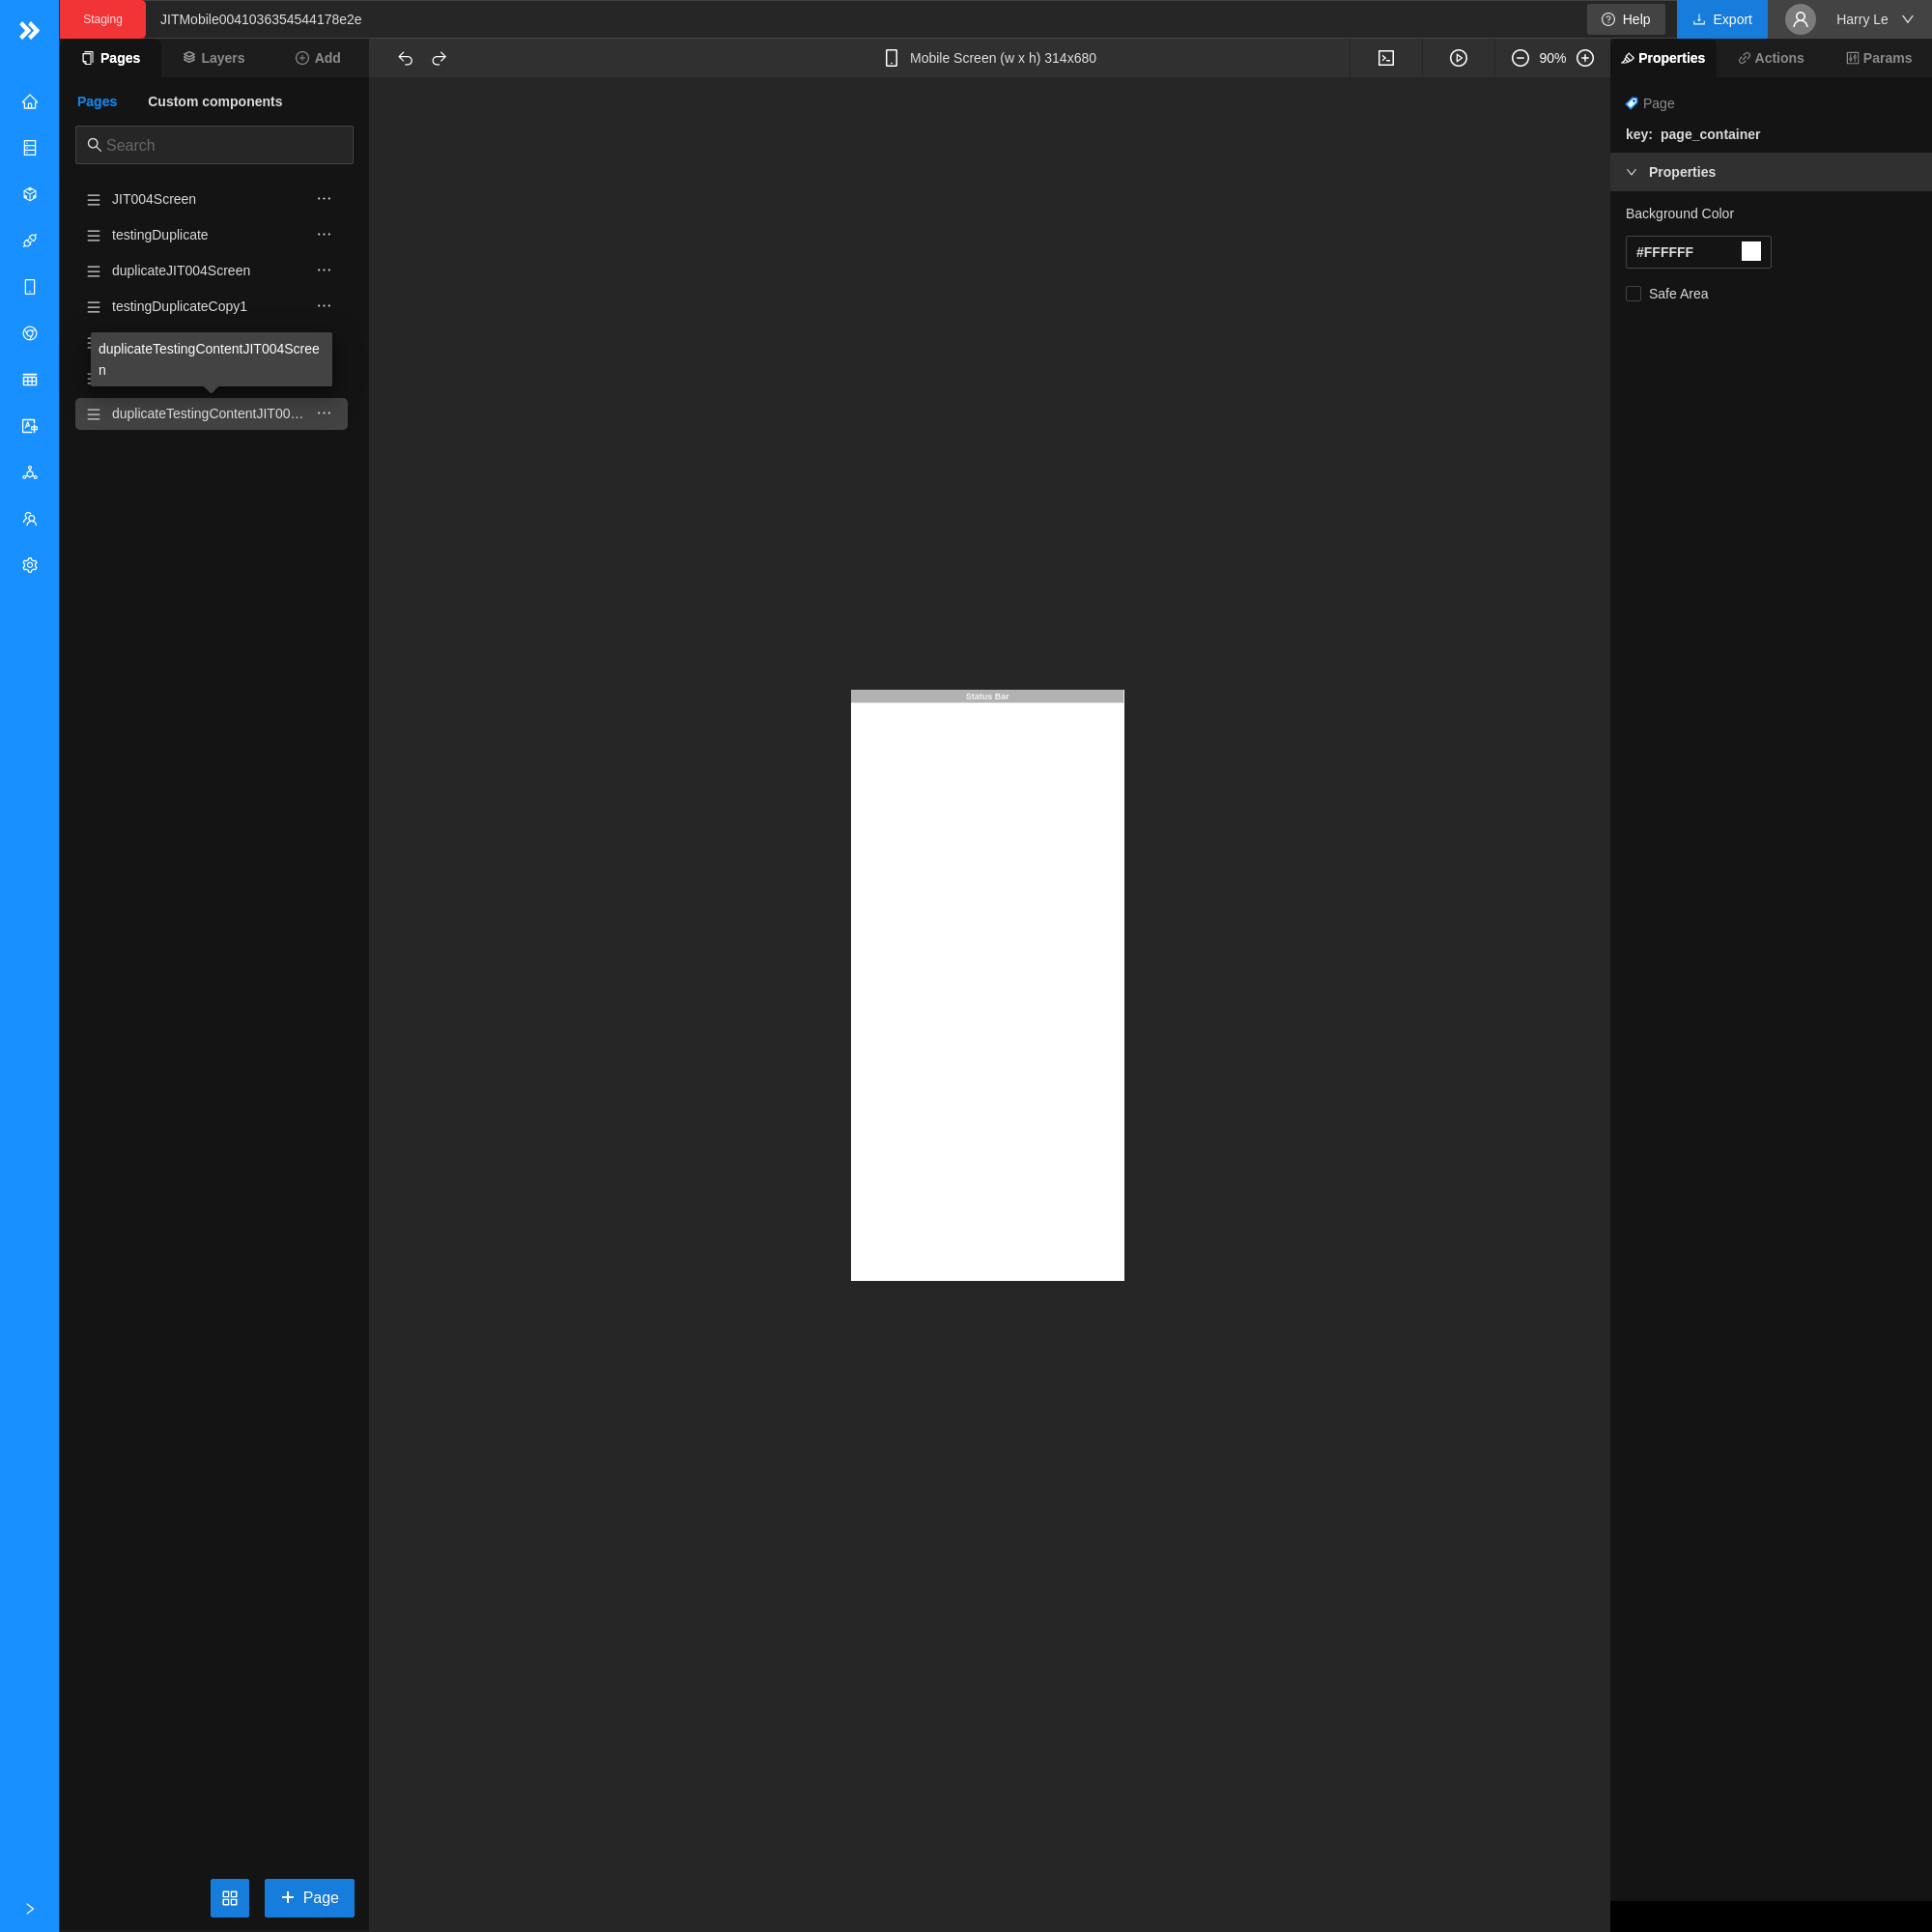 Staging
JITMobile0041036354544178e2e
Help
Export
Harry Le
Pages
Layers
Add
Mobile Screen (w x h) 314x680
90%
Properties
Actions
Params
Pages
Custom components
Search
JIT004Screen
testingDuplicate
duplicateJIT004Screen
testingDuplicateCopy1
duplicateTestingContentJIT004Scree
n
duplicateTestingContentJIT00...
Page
key: page_container
Properties
Background Color
#FFFFFF
Safe Area
Status Bar
Page